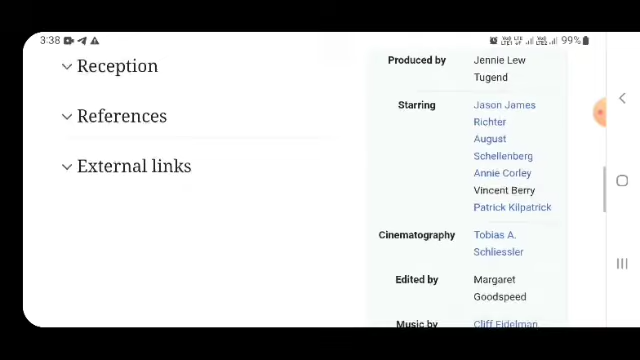 3:38 99%
Reception
References
External links
Produced by Jennie Lew
Tugend
Starring Jason James
Richter
August
Schellenberg
Annie Corley
Vincent Berry
Patrick Kilpatrick
Cinematography Tobias A.
Schliessler
Edited by Margaret
Goodspeed
Music by Cliff Eidelman